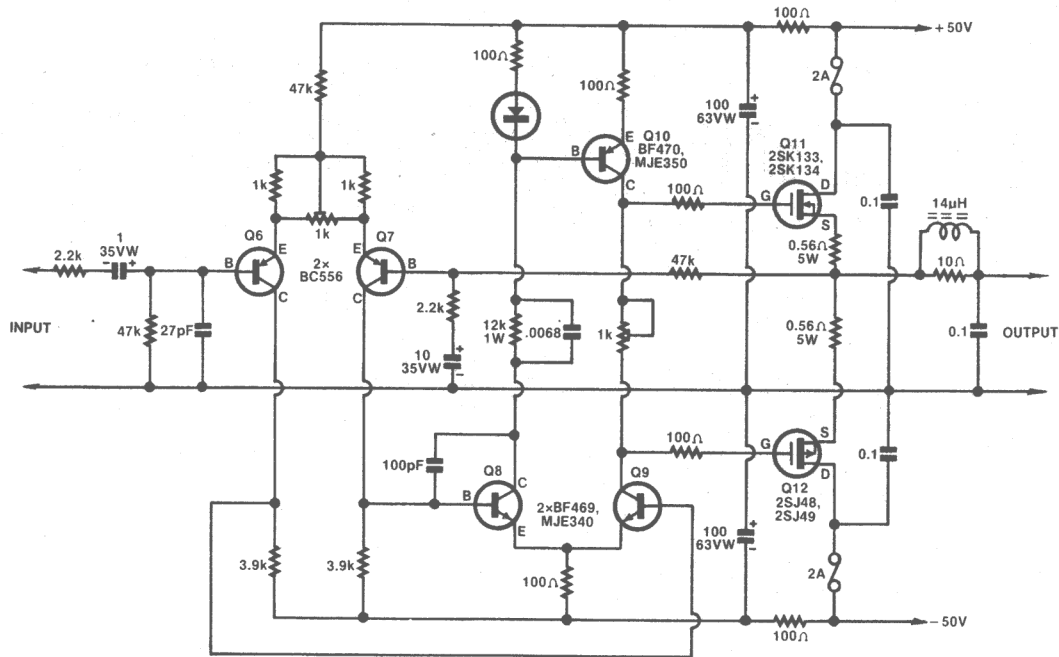 100Ω
+50V
100Ω
100Ω
2A
47k
+
100
63VW
−
Q10
BF470,
MJE350
E
B
C
Q11
2SK133,
2SK134
D
G
S
1k
1k
1k
100Ω
0.1
14µH
0.56Ω
5W
1
35VW
− +
2.2k
Q6
E
B
C
2×
BC556
Q7
E
B
C
47k
10Ω
INPUT
47k
27pF
2.2k
+
10
35VW
−
12k
1W
.0068
1k
0.56Ω
5W
0.1
OUTPUT
100pF
Q8
B
C
E
2×BF469,
MJE340
Q9
100Ω
G
S
D
Q12
2SJ48,
2SJ49
0.1
+
100
63VW
−
3.9k
3.9k
100Ω
2A
100Ω
−50V